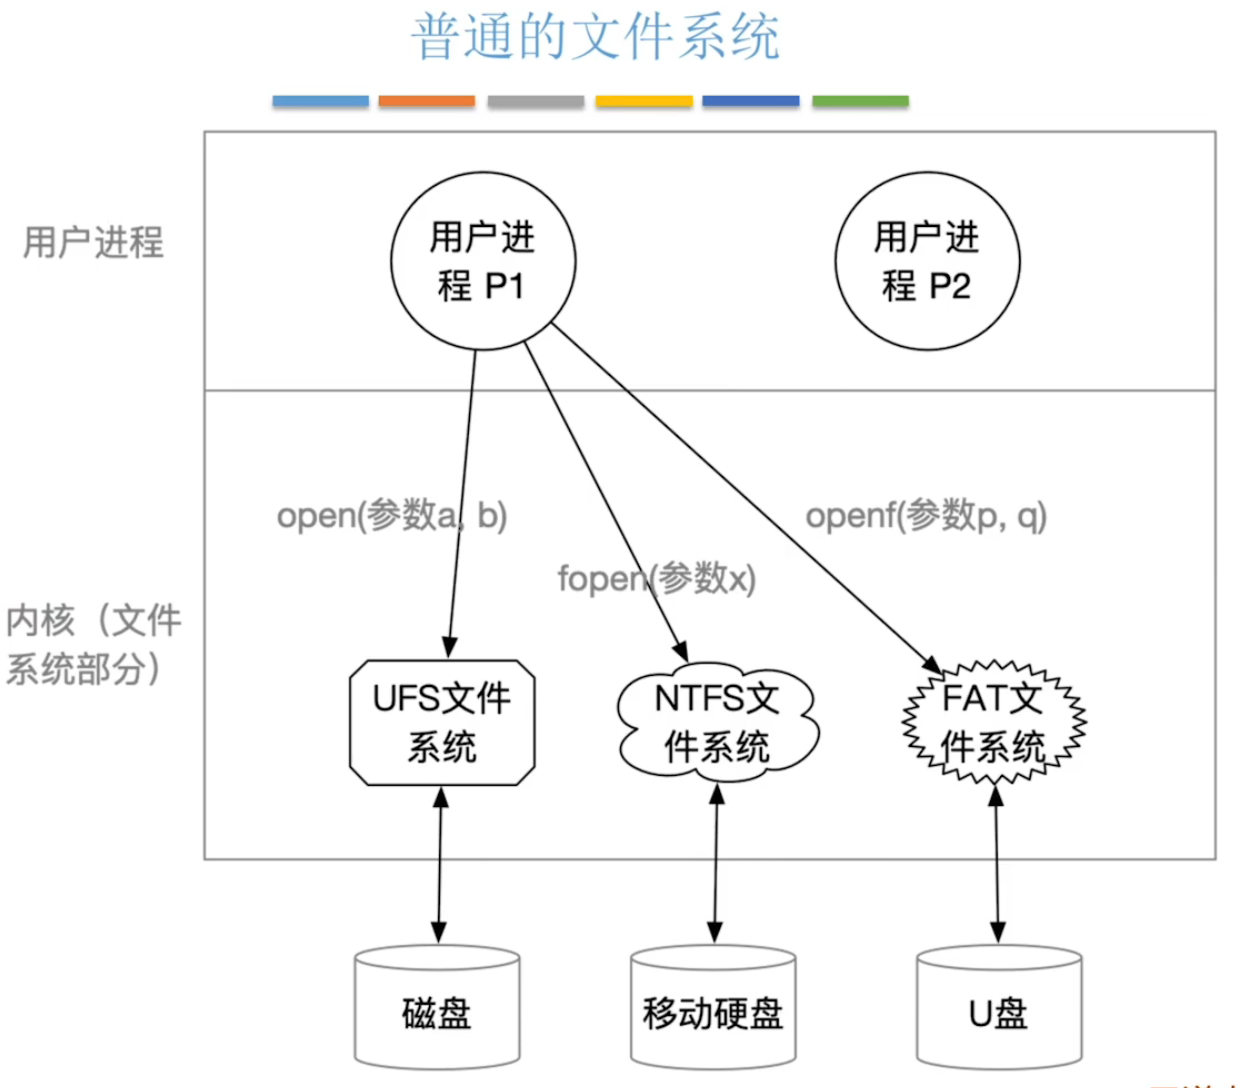 普通的文件系统
用户进程
用户进
程 P1
用户进
程 P2
open(参数a, b)
openf(参数p, q)
fopen(参数x)
内核（文件
系统部分）
UFS文件
系统
NTFS文
件系统
FAT文
件系统
磁盘
移动硬盘
U盘